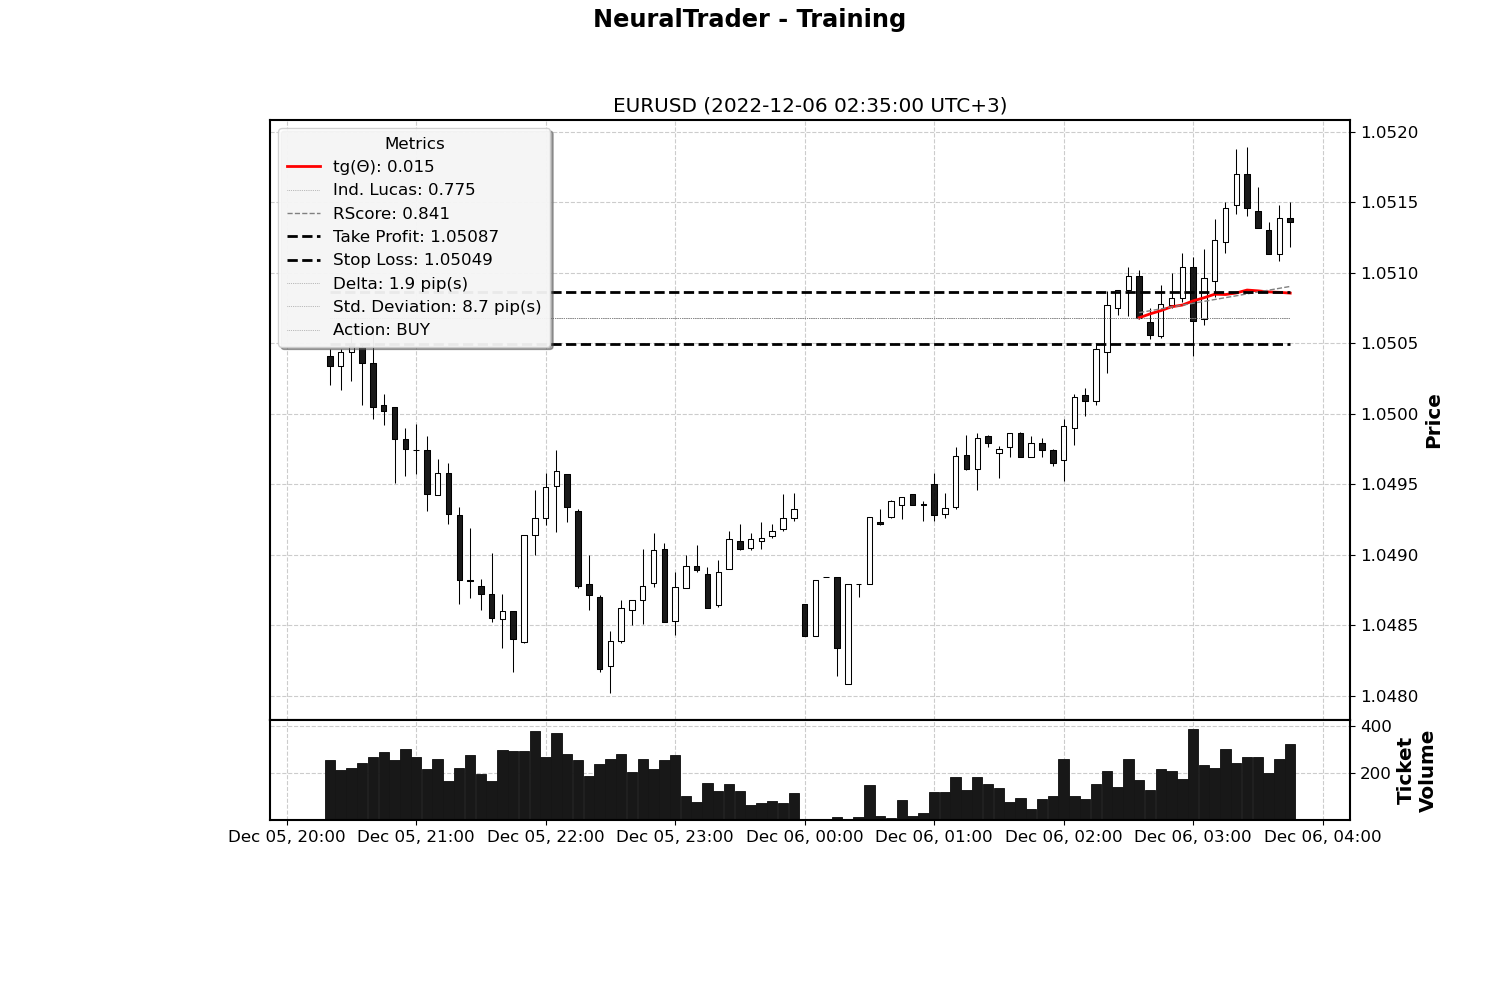 NeuralTrader - Training
EURUSD (2022-12-06 02:35:00 UTC+3)
Metrics
tg(Θ): 0.015
Ind. Lucas: 0.775
RScore: 0.841
Take Profit: 1.05087
Stop Loss: 1.05049
Delta: 1.9 pip(s)
Std. Deviation: 8.7 pip(s)
Action: BUY
1.0520
1.0515
1.0510
1.0505
1.0500
1.0495
1.0490
1.0485
1.0480
Price
400
200
Ticket
Volume
Dec 05, 20:00 Dec 05, 21:00 Dec 05, 22:00 Dec 05, 23:00 Dec 06, 00:00 Dec 06, 01:00 Dec 06, 02:00 Dec 06, 03:00 Dec 06, 04:00